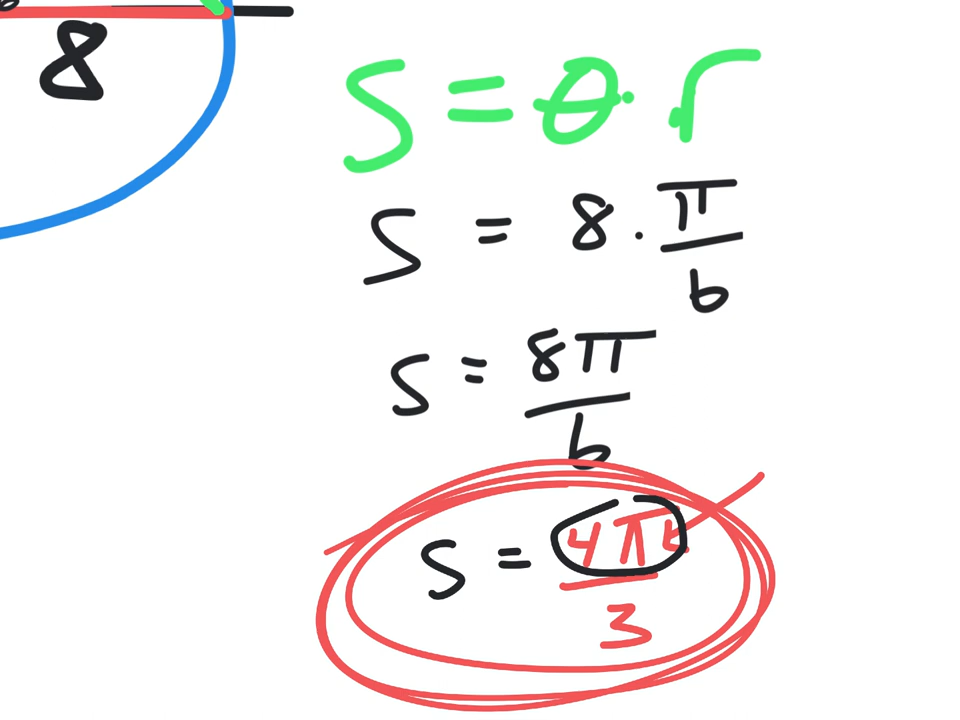 8
S = θ · r
S = 8 · π/6
S = 8π/6
S = 4π/3